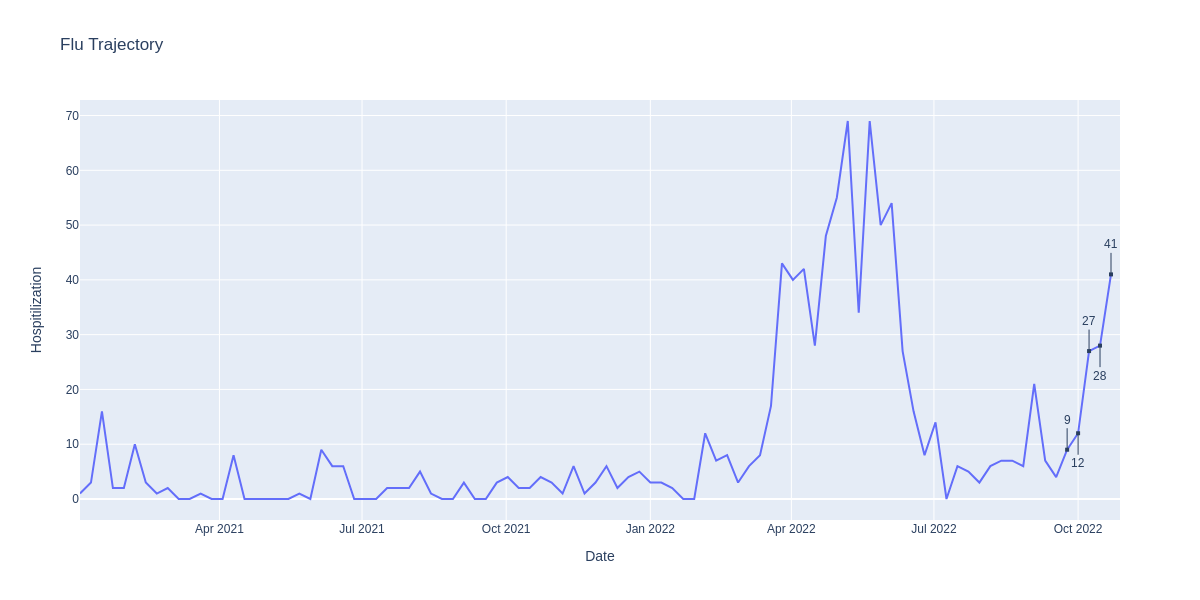 Flu Trajectory
70
60
50
40
30
20
10
0
Hospitilization
41
27
28
9
12
Apr 2021
Jul 2021
Oct 2021
Jan 2022
Apr 2022
Jul 2022
Oct 2022
Date